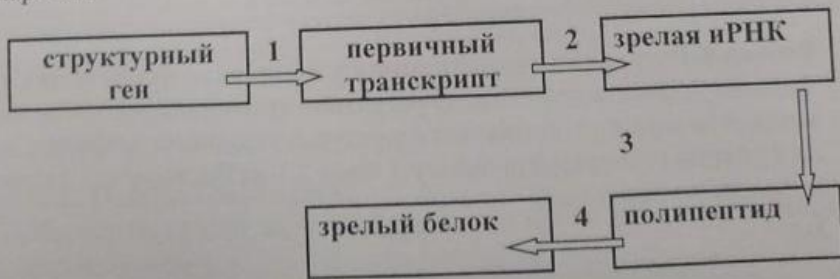 структурный
ген
1
первичный
транскрипт
2
зрелая иРНК
3
зрелый белок
4
полипептид